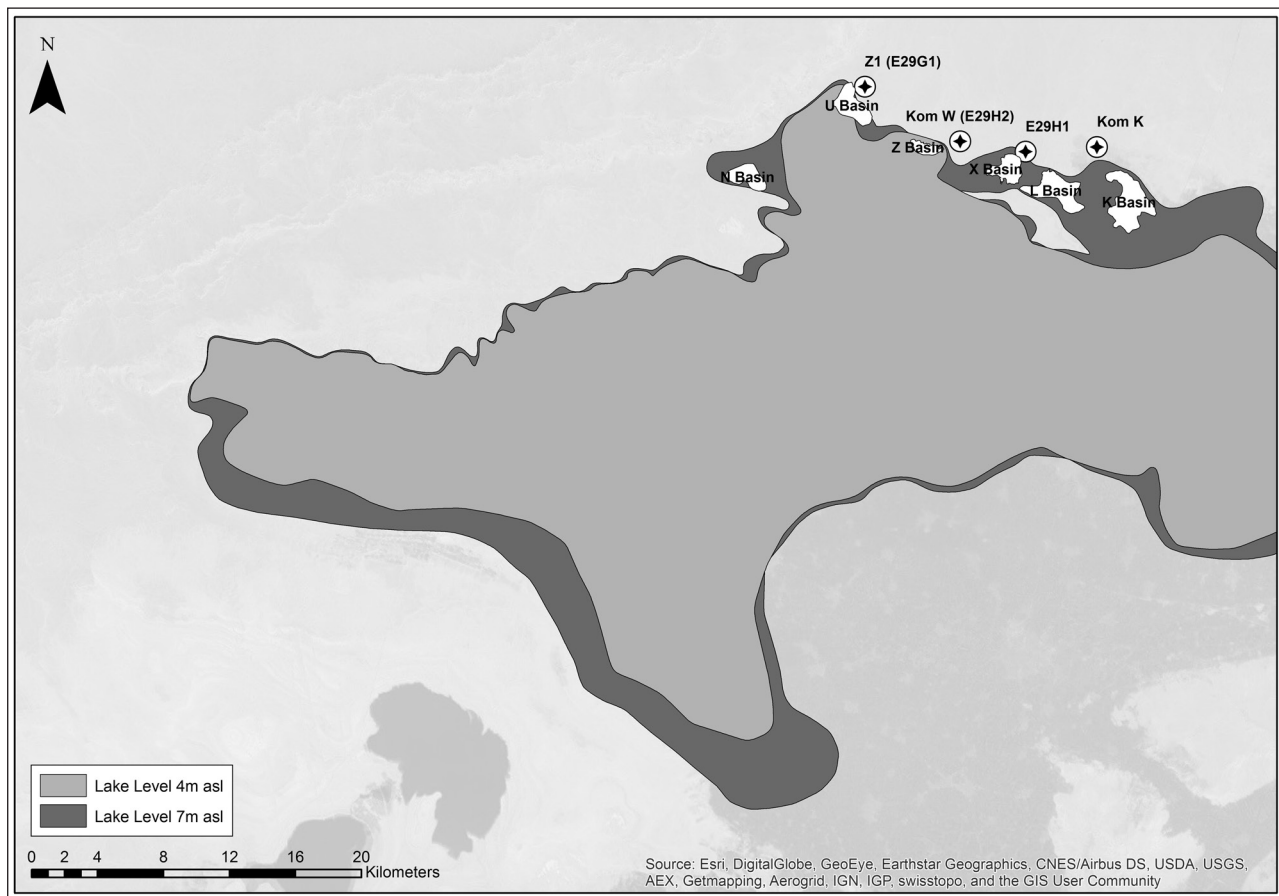 N
Z1 (E29G1)
U Basin
Kom W (E29H2)
E29H1
Kom K
Z Basin
N Basin
X Basin
L Basin
K Basin
Lake Level 4m asl
Lake Level 7m asl
0 2 4 8 12 16 20
Kilometers
Source: Esri, DigitalGlobe, GeoEye, Earthstar Geographics, CNES/Airbus DS, USDA, USGS,
AEX, Getmapping, Aerogrid, IGN, IGP, swisstopo, and the GIS User Community